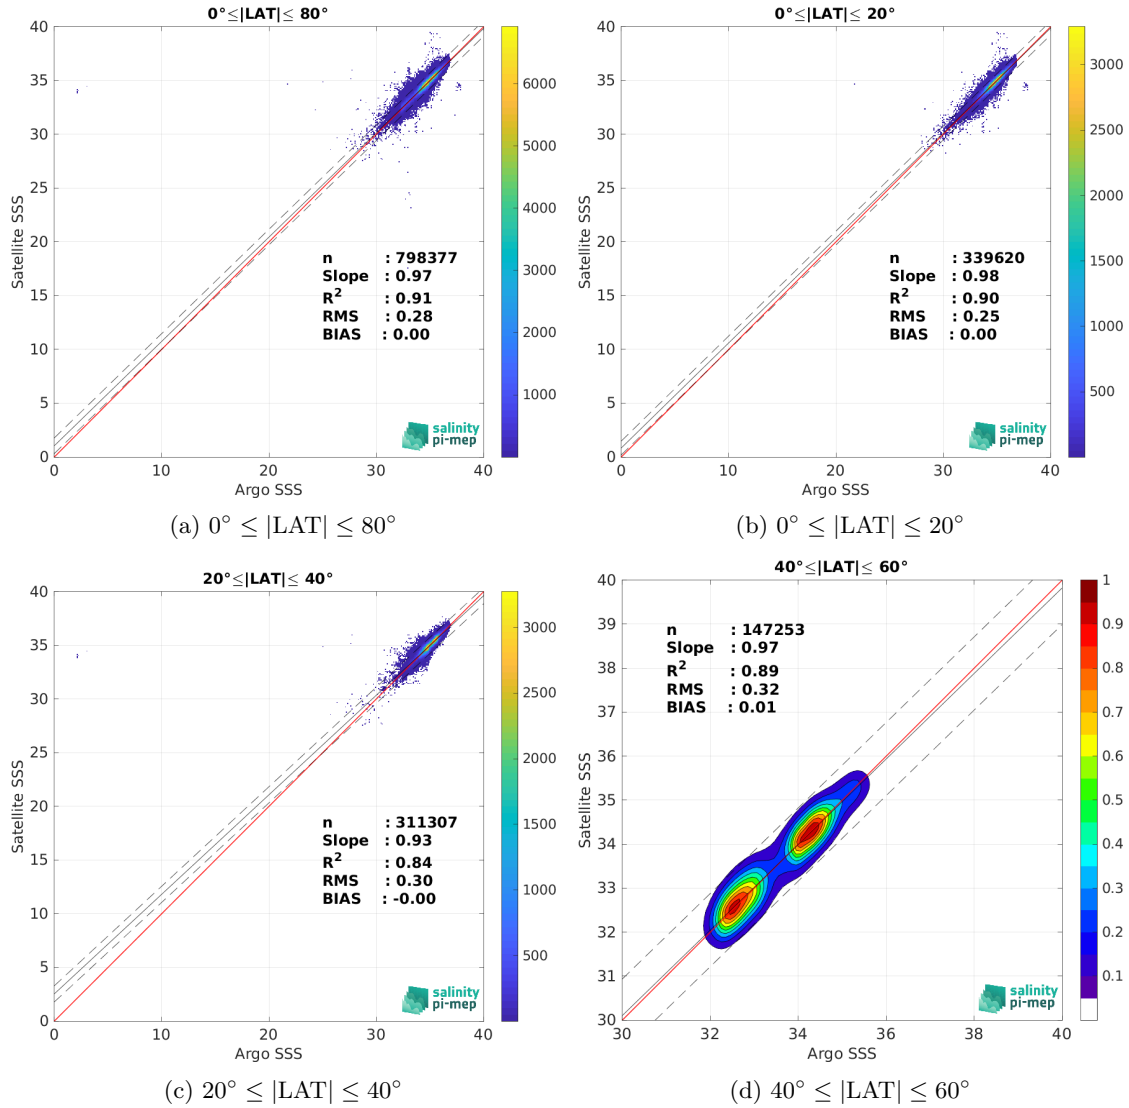 0°≤|LAT|≤ 80°
40
35
30
25
20
15
10
5
0
Satellite SSS
n : 798377
Slope : 0.97
R² : 0.91
RMS : 0.28
BIAS : 0.00
salinity
pi-mep
0
10
20
30
40
Argo SSS
6000
5000
4000
3000
2000
1000
(a) 0° ≤ |LAT| ≤ 80°
0°≤|LAT|≤ 20°
40
35
30
25
20
15
10
5
0
Satellite SSS
n : 339620
Slope : 0.98
R² : 0.90
RMS : 0.25
BIAS : 0.00
salinity
pi-mep
0
10
20
30
40
Argo SSS
3000
2500
2000
1500
1000
500
(b) 0° ≤ |LAT| ≤ 20°
20°≤|LAT|≤ 40°
40
35
30
25
20
15
10
5
0
Satellite SSS
n : 311307
Slope : 0.93
R² : 0.84
RMS : 0.30
BIAS : -0.00
salinity
pi-mep
0
10
20
30
40
Argo SSS
3000
2500
2000
1500
1000
500
(c) 20° ≤ |LAT| ≤ 40°
40°≤|LAT|≤ 60°
40
39
38
37
36
35
34
33
32
31
30
Satellite SSS
n : 147253
Slope : 0.97
R² : 0.89
RMS : 0.32
BIAS : 0.01
salinity
pi-mep
30
32
34
36
38
40
Argo SSS
1
0.9
0.8
0.7
0.6
0.5
0.4
0.3
0.2
0.1
(d) 40° ≤ |LAT| ≤ 60°